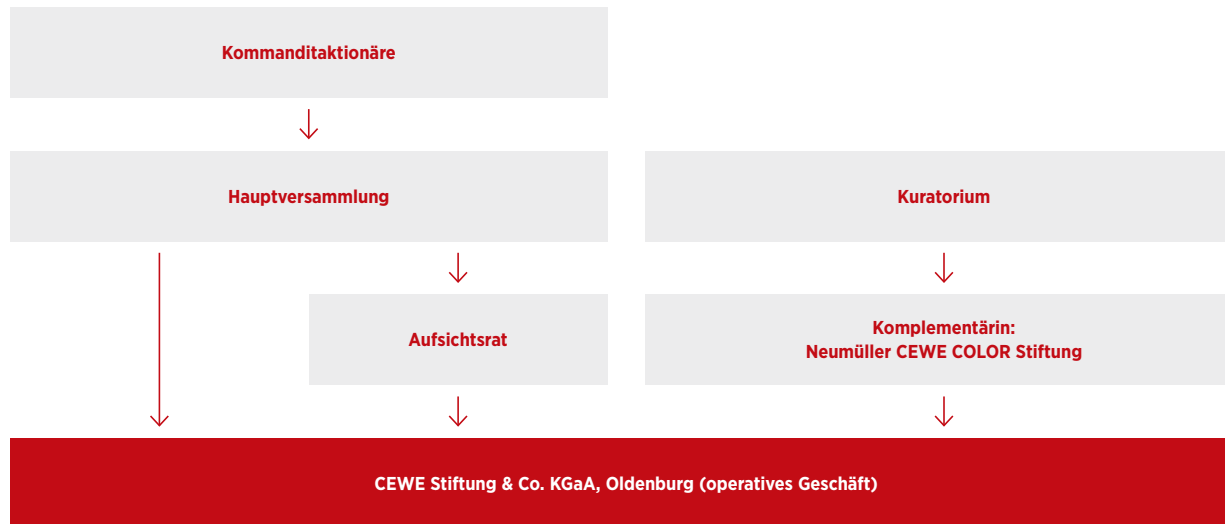 Kommanditaktionäre
Hauptversammlung
Kuratorium
Aufsichtsrat
Komplementärin:
Neumüller CEWE COLOR Stiftung
CEWE Stiftung & Co. KGaA, Oldenburg (operatives Geschäft)